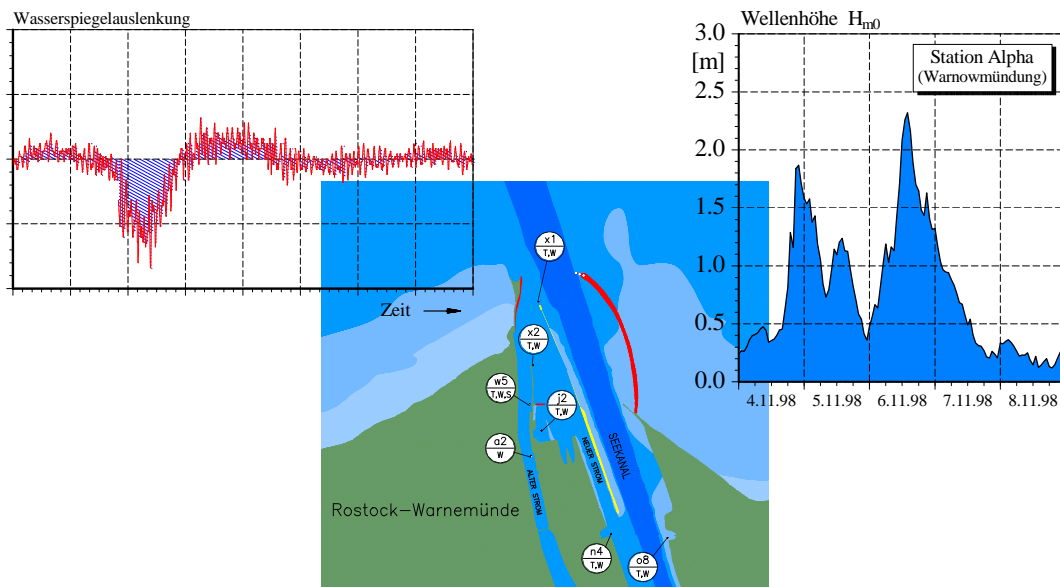 Wasserspiegelauslenkung
Zeit
Wellenhöhe Hm0
[m]
3.0
2.5
2.0
1.5
1.0
0.5
0.0
Station Alpha
(Warnowmündung)
4.11.98 5.11.98 6.11.98 7.11.98 8.11.98
x1
T,W
x2
T,W
w5
T,W,S
j2
T,W
a2
W
ALTER STROM
NEUER STROM
SEEKANAL
Rostock-Warnemünde
n4
T,W
o8
T,W